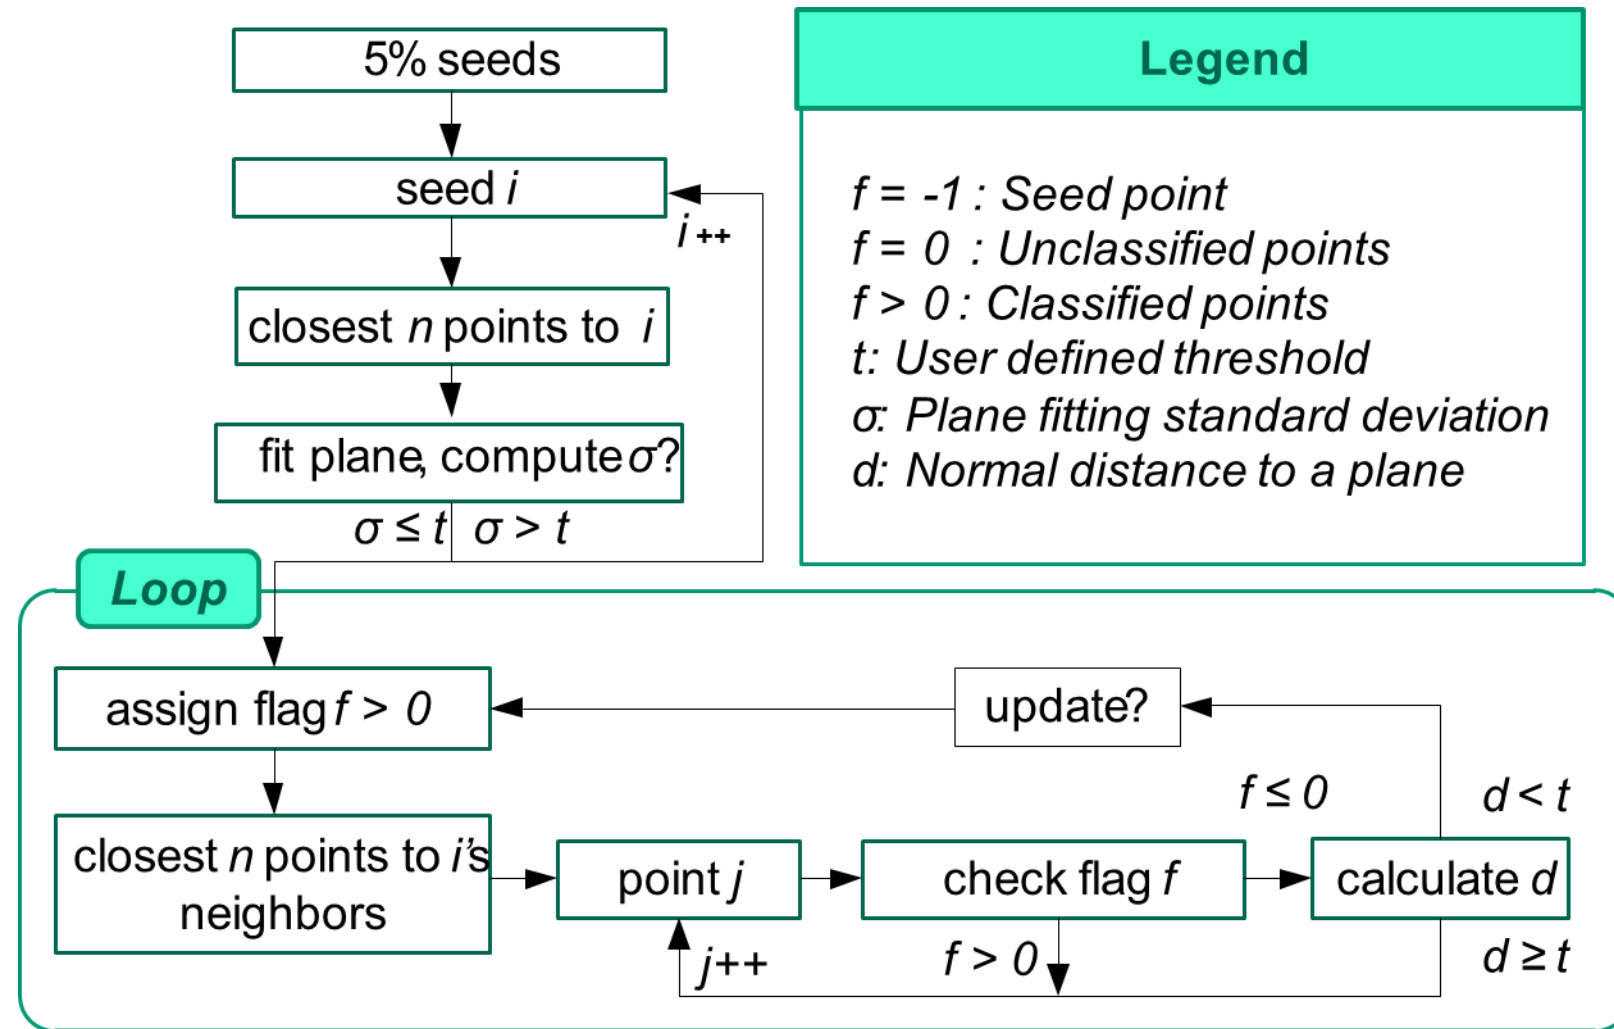 5% seeds
seed i
i ++
closest n points to i
fit plane, compute σ?
σ ≤ t σ > t
Legend
f = -1 : Seed point
f = 0 : Unclassified points
f > 0 : Classified points
t: User defined threshold
σ: Plane fitting standard deviation
d: Normal distance to a plane
Loop
assign flag f > 0
update?
f ≤ 0
d < t
closest n points to i's
neighbors
point j
check flag f
calculate d
j++
f > 0
d ≥ t